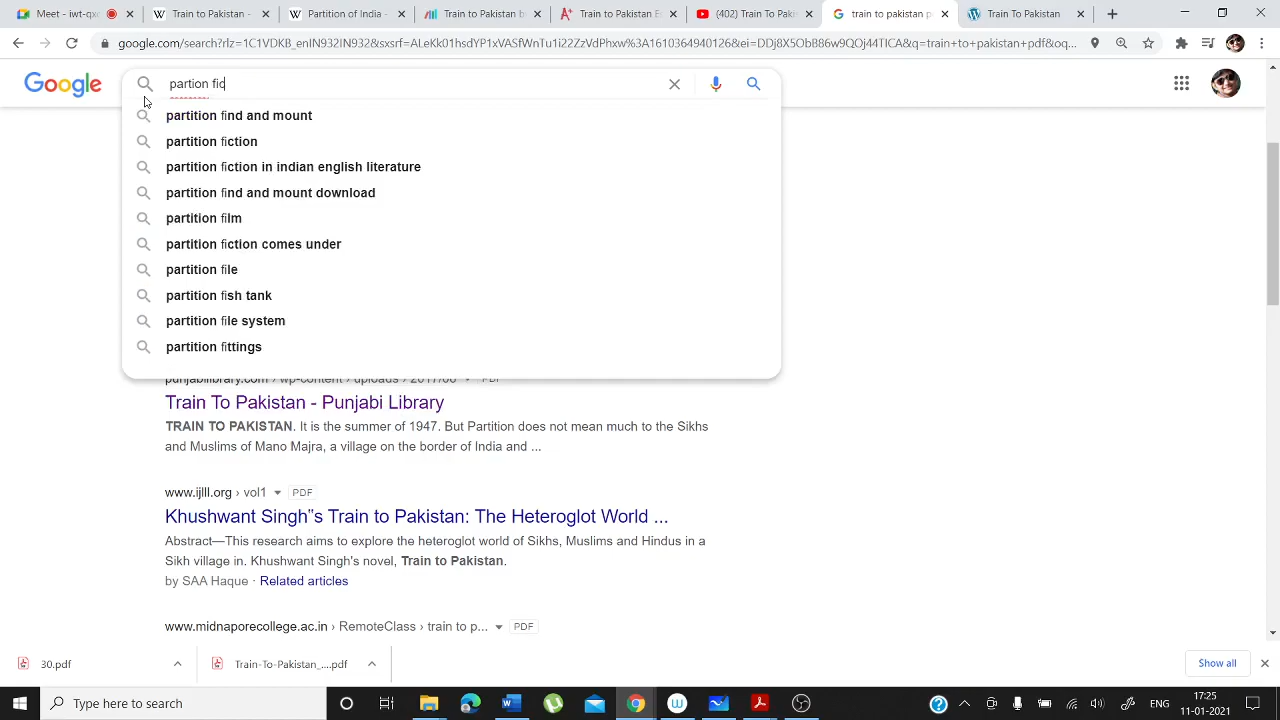 Meet - iwt-qxc
Train to Pakist
Partition of Ind
Train to Pakistan b
Train to Pakistan E
(402) Train To Pakis
train to pakistan p
Train To Pakistan
google.com/search?rlz=1C1VDKB_enIN932IN932&sxsrf=ALeKk01hsdY81xVASfWrTu1i22ZzVdPhxw%3A1610364940126&ei=DDj8X5ObB86w9QOj44TICA&q=train+to+pakistan+pdf&oq...
Google
partion fic
partition find and mount
partition fiction
partition fiction in indian english literature
partition find and mount download
partition film
partition fiction comes under
partition file
partition fish tank
partition file system
partition fittings
punjabilibrary.com › wp-content › uploads › 2017/06 PDF
Train To Pakistan - Punjabi Library
TRAIN TO PAKISTAN. It is the summer of 1947. But Partition does not mean much to the Sikhs
and Muslims of Mano Majra, a village on the border of India and ...
www.ijlll.org › vol1 PDF
Khushwant Singh‟s Train to Pakistan: The Heteroglot World ...
Abstract—This research aims to explore the heteroglot world of Sikhs, Muslims and Hindus in a
Sikh village in. Khushwant Singh's novel, Train to Pakistan.
by SAA Haque · Related articles
www.midnaporecollege.ac.in › RemoteClass › train to p... PDF
30.pdf
Train-To-Pakistan_....pdf
Show all
Type here to search
ENG
17:25
11-01-2021